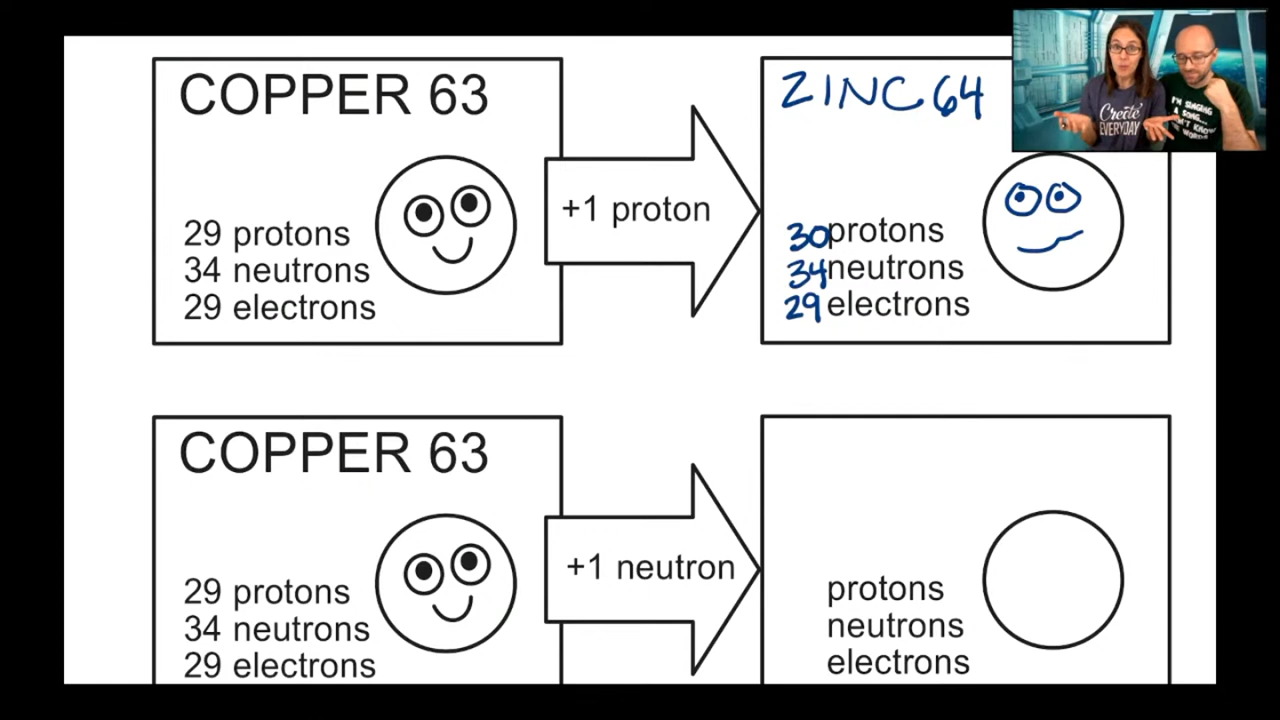 COPPER 63
29 protons
34 neutrons
29 electrons
+1 proton
ZINC 64
30 protons
34 neutrons
29 electrons
Create
EVERYDAY
I'M SINGING
A SONG...
COPPER 63
29 protons
34 neutrons
29 electrons
+1 neutron
protons
neutrons
electrons